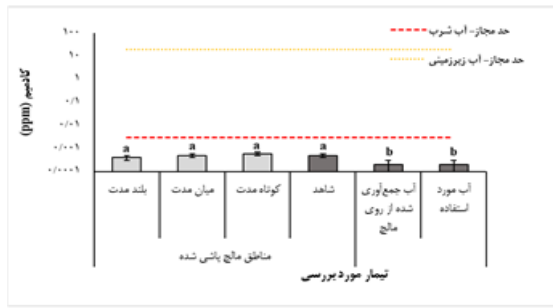 حد مجاز- آب شرب
حد مجاز- آب زیرزمینی
کادمیم (ppm)
۱۰۰
۱۰
۱
۰/۱
۰/۰۱
۰/۰۰۱
۰/۰۰۰۱
a a a a b b
بلند مدت
میان مدت
کوتاه مدت
شاهد
آب جمع‌آوری
شده از روی
مالچ
آب مورد
استفاده
مناطق مالچ پاشی شده
تیمار موردبررسی